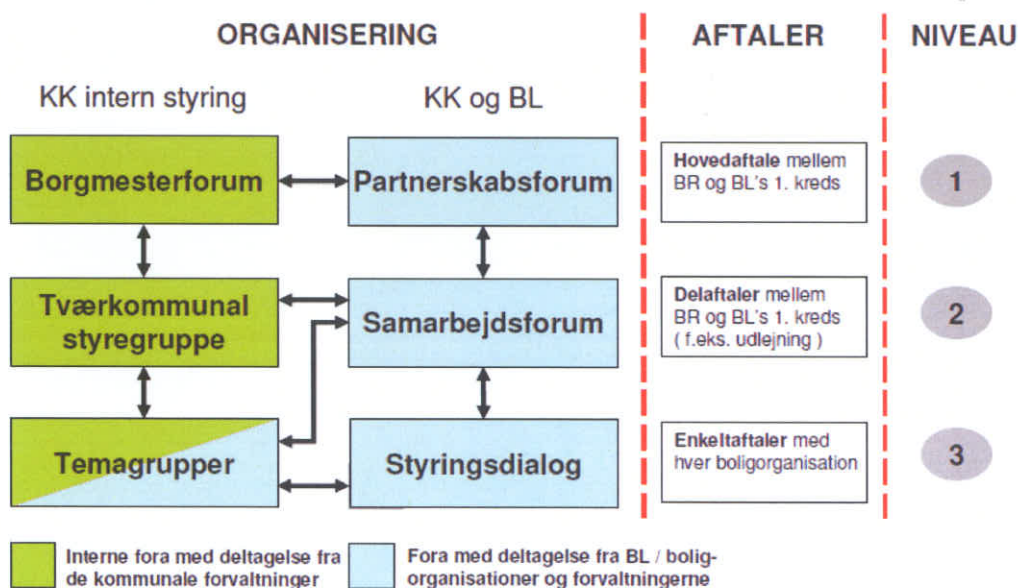 ORGANISERING
AFTALER
NIVEAU
KK intern styring
KK og BL
Borgmesterforum
Partnerskabsforum
Hovedaftale mellem
BR og BL's 1. kreds
1
Tværkommunal
styregruppe
Samarbejdsforum
Delaftaler mellem
BR og BL's 1. kreds
( f.eks. udlejning )
2
Temagrupper
Styringsdialog
Enkeltaftaler med
hver boligorganisation
3
Interne fora med deltagelse fra
de kommunale forvaltninger
Fora med deltagelse fra BL / bolig-
organisationer og forvaltningerne